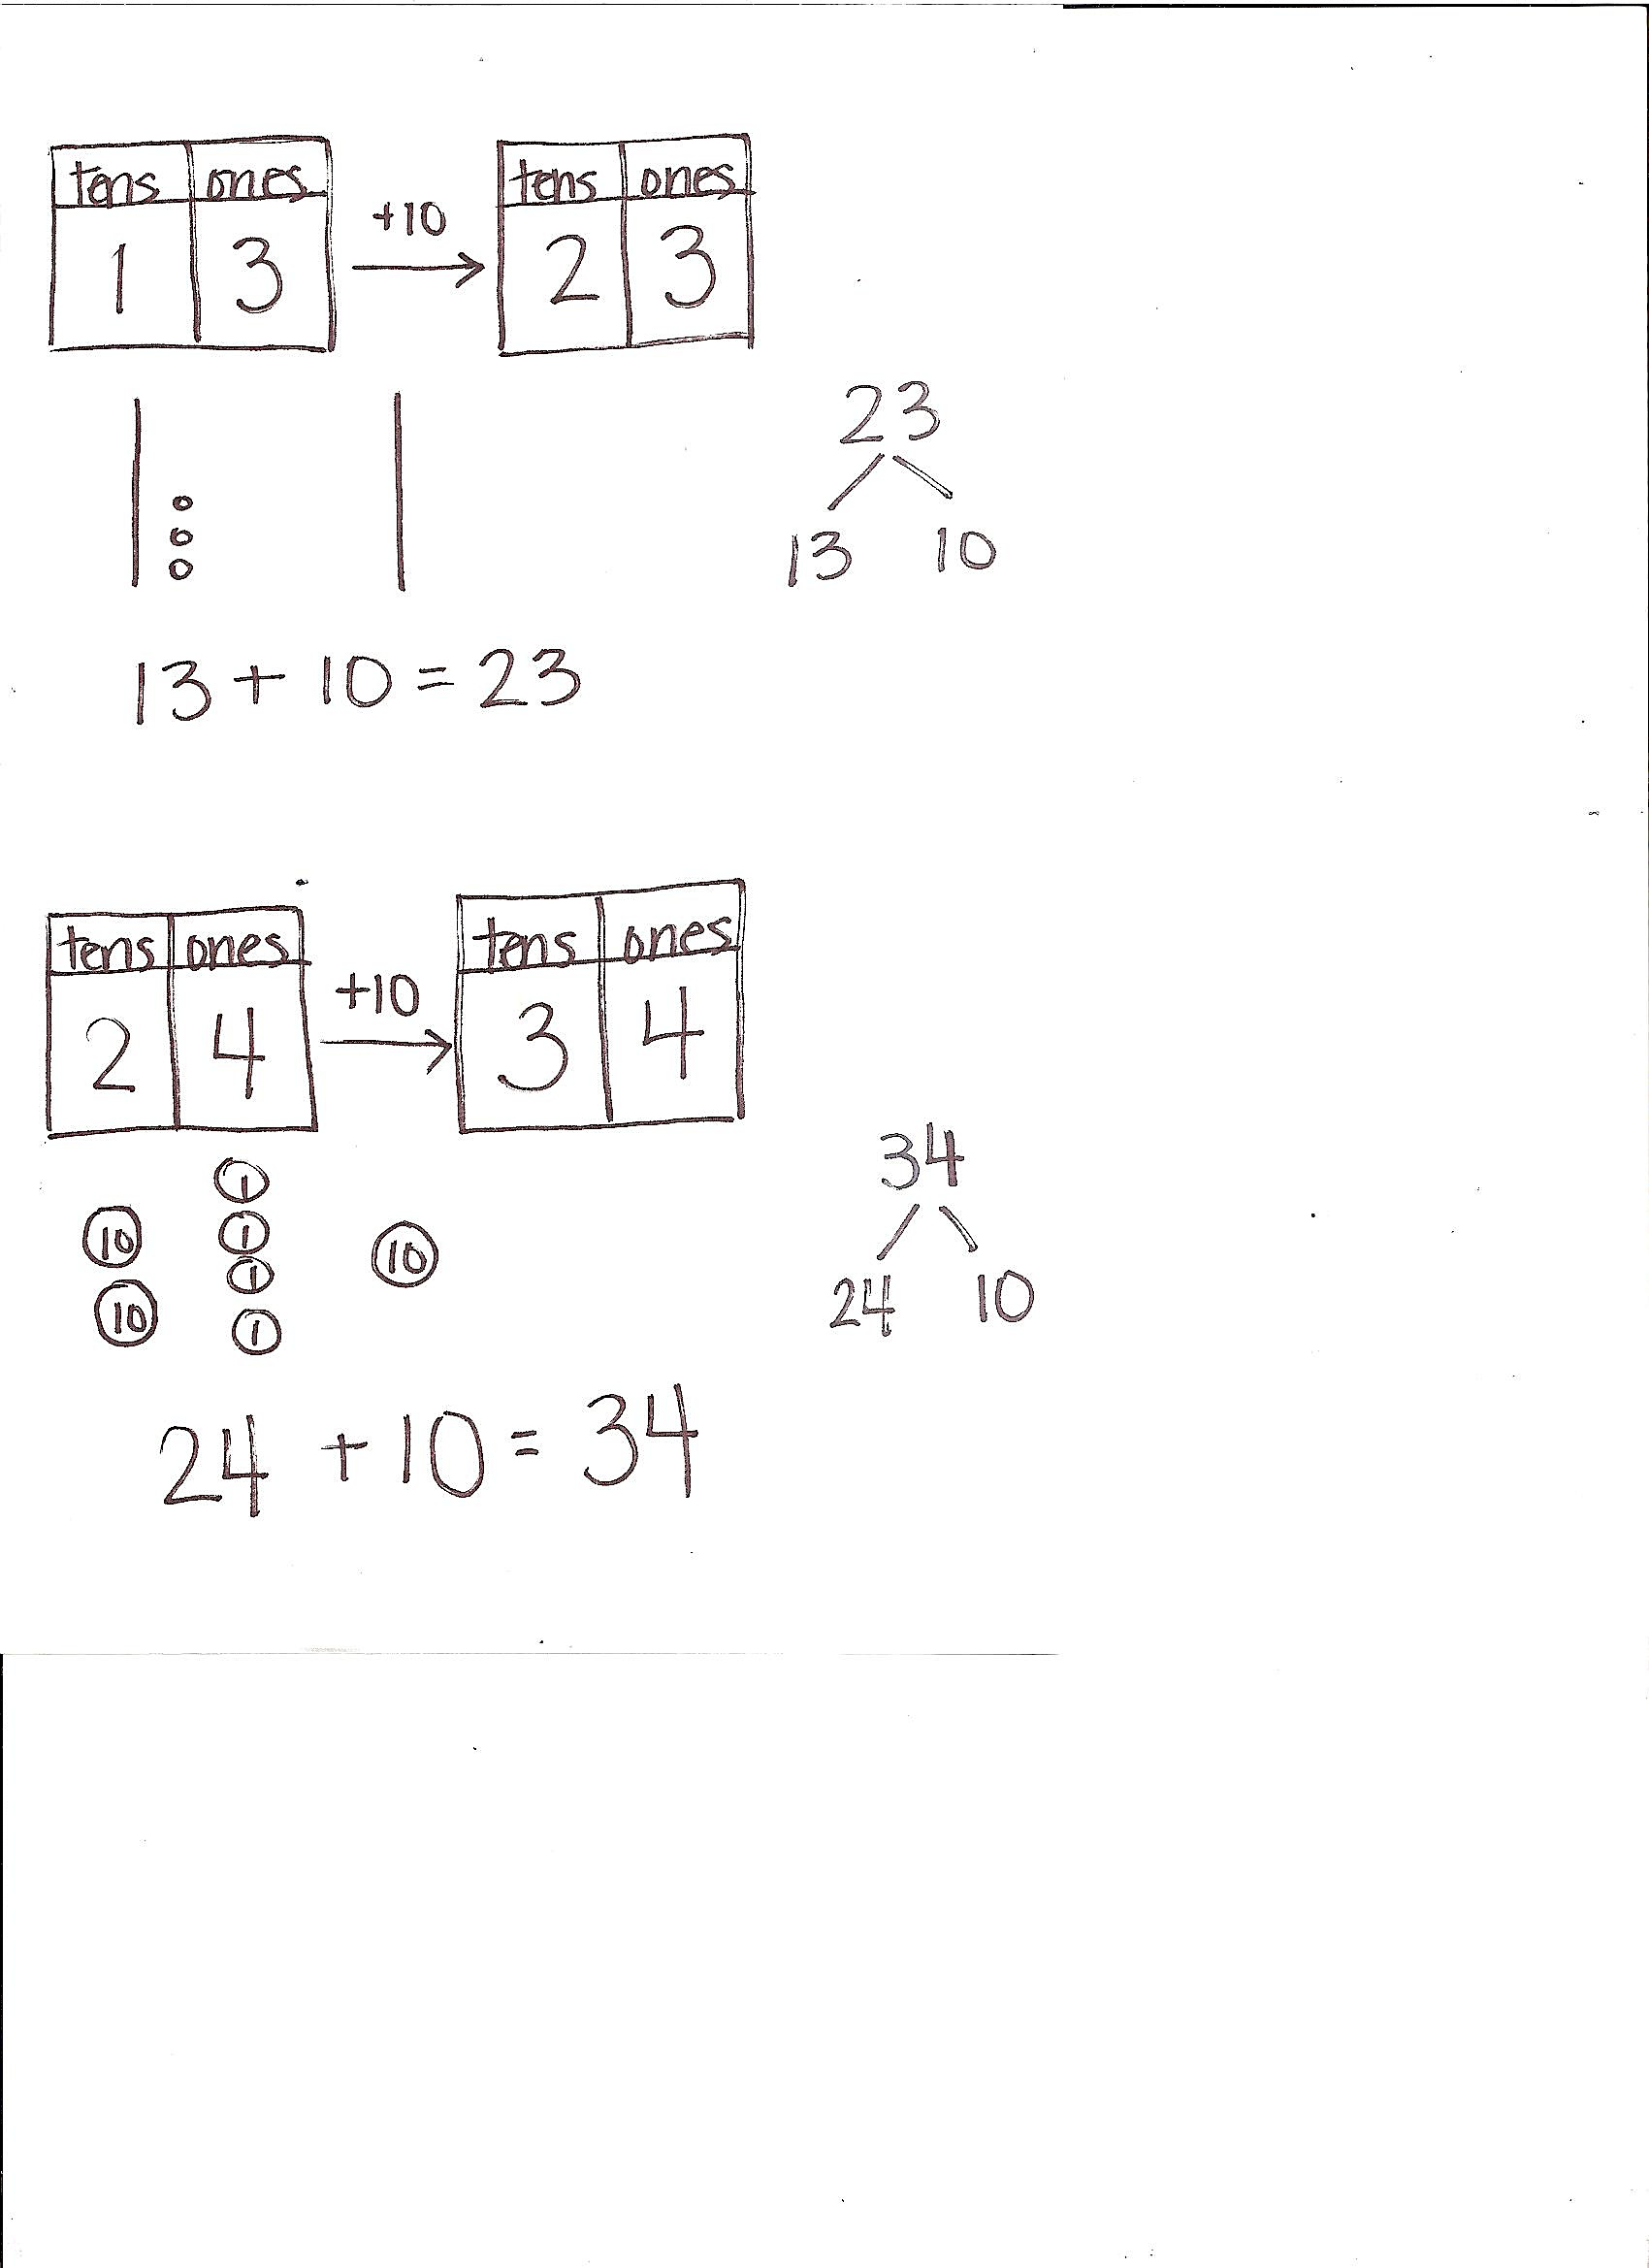 tens ones tens ones
+10
1 3 2 3
23
13 10
13 + 10 = 23
tens ones tens ones
+10
2 4 3 4
34
1
10 1 10
1
10 1
24 10
24 + 10 = 34